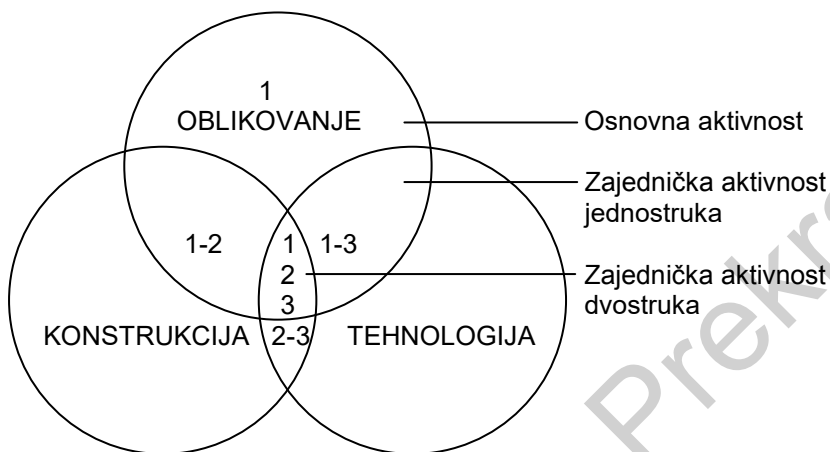 1
OBLIKOVANJE
Osnovna aktivnost
Zajednička aktivnost
jednostruka
1-2
1
1-3
2
3
Zajednička aktivnost
dvostruka
KONSTRUKCIJA
2-3
TEHNOLOGIJA